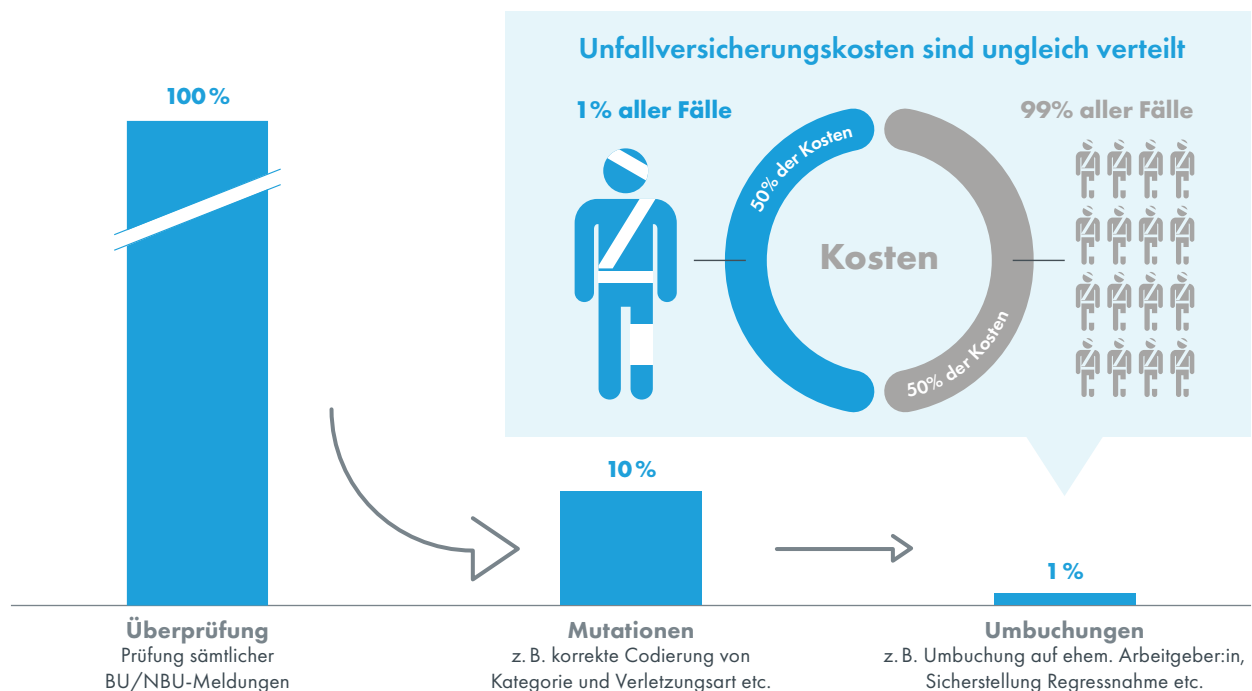 Unfallversicherungskosten sind ungleich verteilt
100 %
1% aller Fälle
99% aller Fälle
50% der Kosten
Kosten
50% der Kosten
10 %
1 %
Überprüfung
Prüfung sämtlicher
BU/NBU-Meldungen
Mutationen
z. B. korrekte Codierung von
Kategorie und Verletzungsart etc.
Umbuchungen
z. B. Umbuchung auf ehem. Arbeitgeber:in,
Sicherstellung Regressnahme etc.